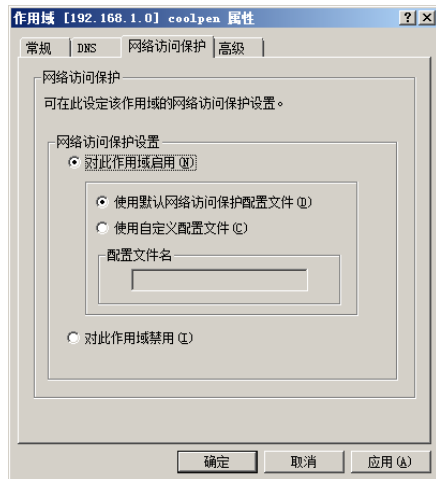 作用域 [192.168.1.0] coolpen 属性
常规 DNS 网络访问保护 高级
网络访问保护
可在此设定该作用域的网络访问保护设置。
网络访问保护设置
对此作用域启用(N)
使用默认网络访问保护配置文件(D)
使用自定义配置文件(C)
配置文件名
对此作用域禁用(I)
确定 取消 应用(A)